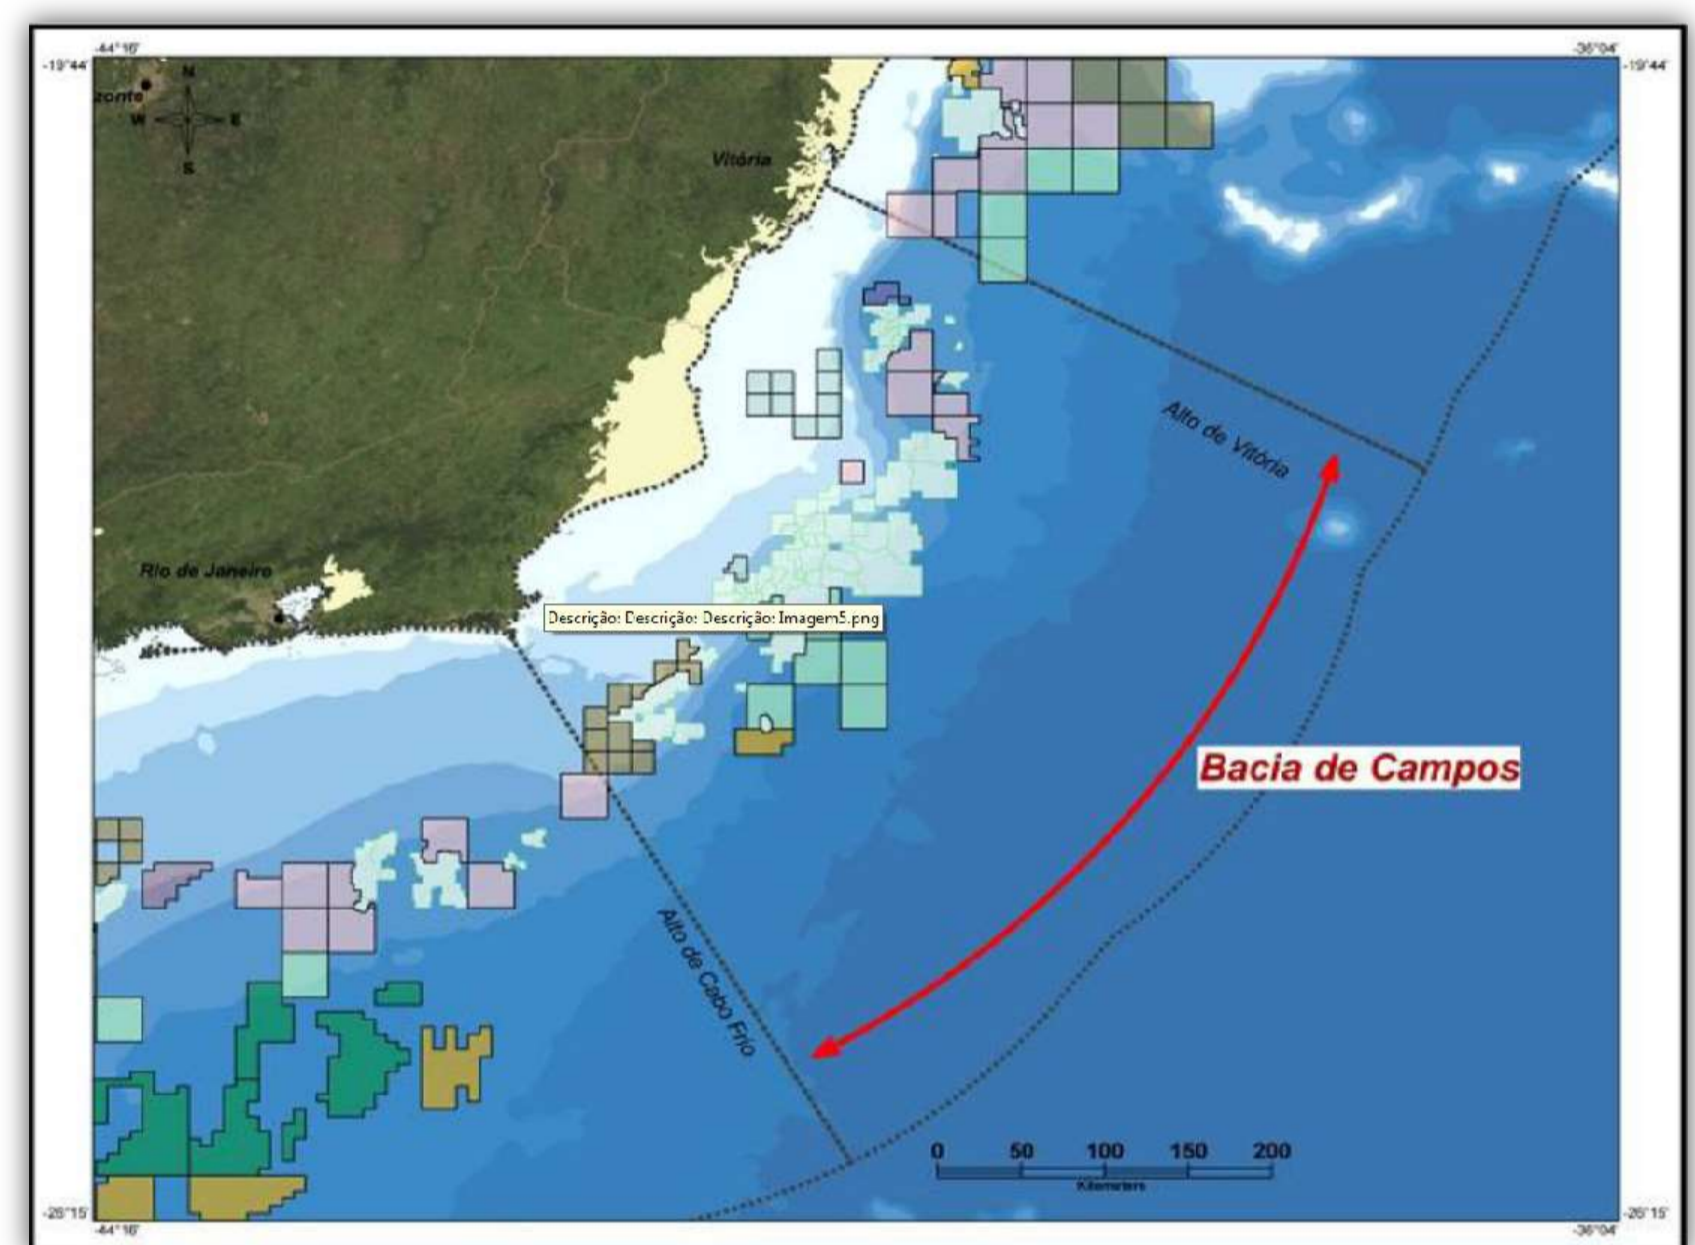 -44°16'
-36°04'
-19°44'
-19°44'
N
zonte
W
E
S
Vitória
Alto de Vitória
Rio de Janeiro
Descrição: Descrição: Descrição: Imagem5.png
Bacia de Campos
Alto de Cabo Frio
0 50 100 150 200
Kilometers
-26°15'
-26°15'
-44°16'
-36°04'